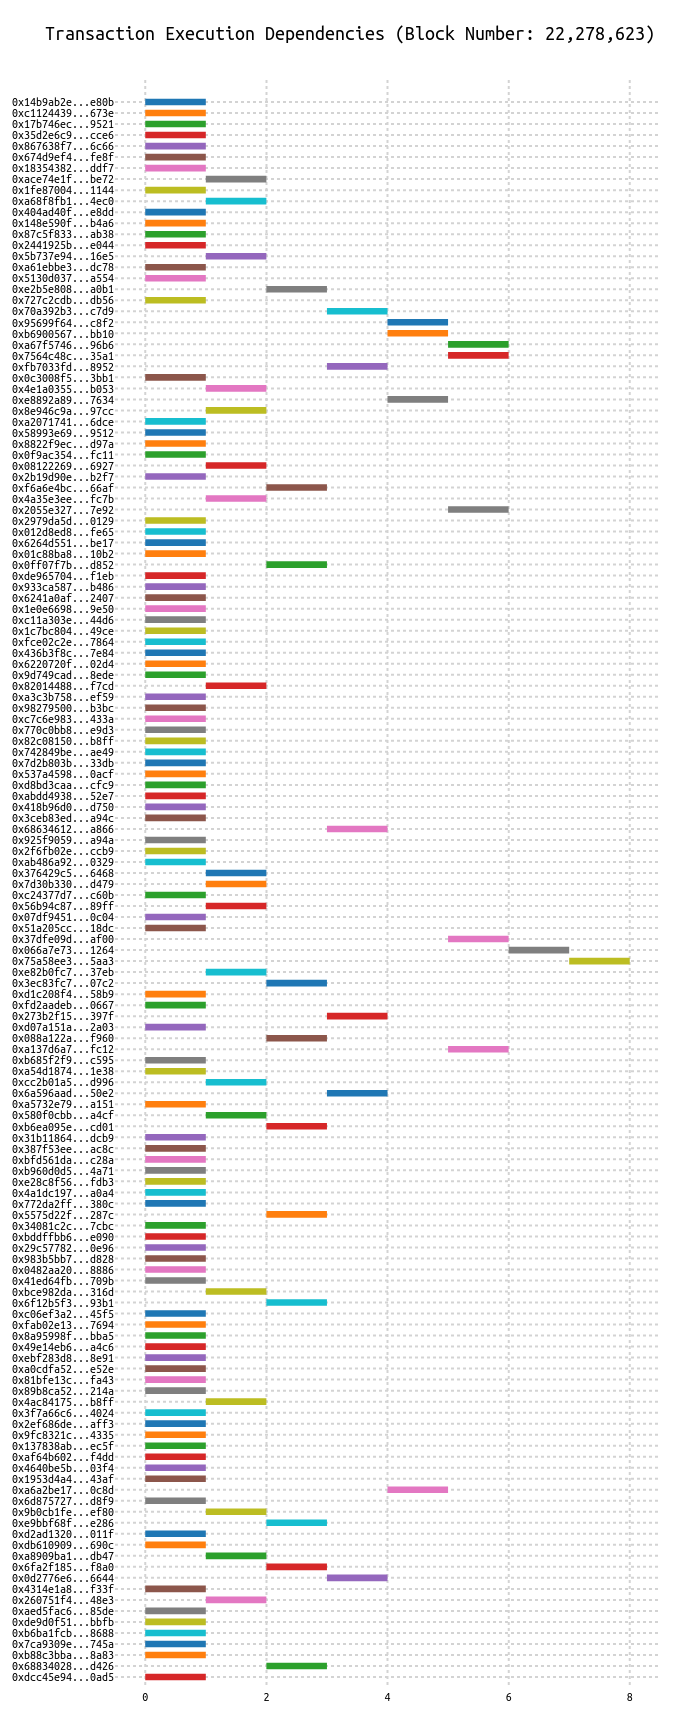 Transaction Execution Dependencies (Block Number: 22,278,623)
0x14b9ab2e...e80b
0xc1124439...673e
0x17b746ec...9521
0x35d2e6c9...cce6
0x867638f7...6c66
0x674d9ef4...fe8f
0x18354382...ddf7
0xace74e1f...be72
0x1fe87004...1144
0xa68f8fb1...4ec0
0x404ad40f...e8dd
0x148e590f...b4a6
0x87c5f833...ab38
0x2441925b...e044
0x5b737e94...16e5
0xa61ebbe3...dc78
0x5130d037...a554
0xe2b5e808...a0b1
0x727c2cdb...db56
0x70a392b3...c7d9
0x95699f64...c8f2
0xb6900567...bb10
0xa67f5746...96b6
0x7564c48c...35a1
0xfb7033fd...8952
0x0c3008f5...3bb1
0x4e1a0355...b053
0xe8892a89...7634
0x8e946c9a...97cc
0xa2071741...6dce
0x58993e69...9512
0x8822f9ec...d97a
0x0f9ac354...fc11
0x08122269...6927
0x2b19d90e...b2f7
0xf6a6e4bc...66af
0x4a35e3ee...fc7b
0x2055e327...7e92
0x2979da5d...0129
0x012d8ed8...fe65
0x6264d551...be17
0x01c88ba8...10b2
0x0ff07f7b...d852
0xde965704...f1eb
0x933ca587...b486
0x6241a0af...2407
0x1e0e6698...9e50
0xc11a303e...44d6
0x1c7bc804...49ce
0xfce02c2e...7864
0x436b3f8c...7e84
0x6220720f...02d4
0x9d749cad...8ede
0x82014488...f7cd
0xa3c3b758...ef59
0x98279500...b3bc
0xc7c6e983...433a
0x770c0bb8...e9d3
0x82c08150...b8ff
0x742849be...ae49
0x7d2b803b...33db
0x537a4598...0acf
0xd8bd3caa...cfc9
0xabdd4938...52e7
0x418b96d0...d750
0x3ceb83ed...a94c
0x68634612...a866
0x925f9059...a94a
0x2f6fb02e...ccb9
0xab486a92...0329
0x376429c5...6468
0x7d30b330...d479
0xc24377d7...c60b
0x56b94c87...89ff
0x07df9451...0c04
0x51a205cc...18dc
0x37dfe09d...af00
0x066a7e73...1264
0x75a58ee3...5aa3
0xe82b0fc7...37eb
0x3ec83fc7...07c2
0xd1c208f4...58b9
0xfd2aadeb...0667
0x273b2f15...397f
0xd07a151a...2a03
0x088a122a...f960
0xa137d6a7...fc12
0xb685f2f9...c595
0xa54d1874...1e38
0xcc2b01a5...d996
0x6a596aad...50e2
0xa5732e79...a151
0x580f0cbb...a4cf
0xb6ea095e...cd01
0x31b11864...dcb9
0x387f53ee...ac8c
0xbfd561da...c28a
0xb960d0d5...4a71
0xe28c8f56...fdb3
0x4a1dc197...a0a4
0x772da2ff...380c
0x5575d22f...287c
0x34081c2c...7cbc
0xbddffbb6...e090
0x29c57782...0e96
0x983b5bb7...d828
0x0482aa20...8886
0x41ed64fb...709b
0xbce982da...316d
0x6f12b5f3...93b1
0xc06ef3a2...45f5
0xfab02e13...7694
0x8a95998f...bba5
0x49e14eb6...a4c6
0xebf283d8...8e91
0xa0cdfa52...e52e
0x81bfe13c...fa43
0x89b8ca52...214a
0x4ac84175...b8ff
0x3f7a66c6...4024
0x2ef686de...aff3
0x9fc8321c...4335
0x137838ab...ec5f
0xaf64b602...f4dd
0x4640be5b...03f4
0x1953d4a4...43af
0xa6a2be17...0c8d
0x6d875727...d8f9
0x9b0cb1fe...ef80
0xe9bbf68f...e286
0xd2ad1320...011f
0xdb610909...690c
0xa8909ba1...db47
0x6fa2f185...f8a0
0x0d2776e6...6644
0x4314e1a8...f33f
0x260751f4...48e3
0xaed5fac6...85de
0xde9d0f51...bbfb
0xb6ba1fcb...8688
0x7ca9309e...745a
0xb88c3bba...8a83
0x68834028...d426
0xdcc45e94...0ad5
0 2 4 6 8